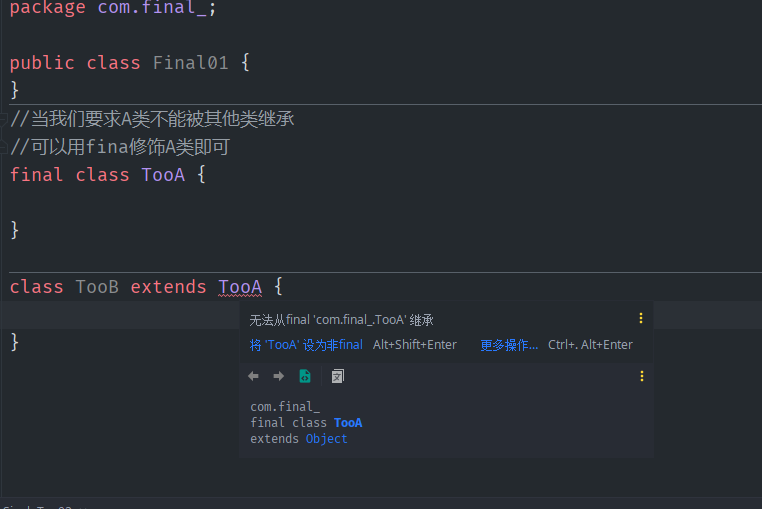 package com.final_;
public class Final01 {
}
//当我们要求A类不能被其他类继承
//可以用fina修饰A类即可
final class TooA {
}
class TooB extends TooA {
}
无法从final 'com.final_.TooA' 继承
将 'TooA' 设为非final Alt+Shift+Enter 更多操作... Ctrl+. Alt+Enter
com.final_
final class TooA
extends Object